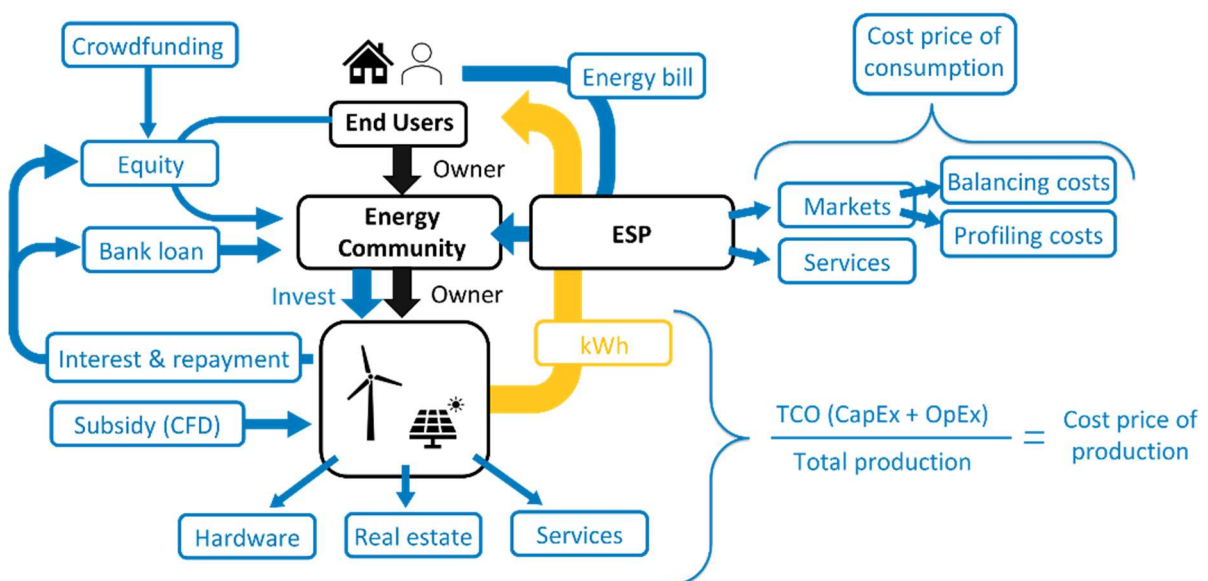 Crowdfunding
Equity
Bank loan
Interest & repayment
Subsidy (CFD)
End Users
Owner
Energy
Community
Invest
Owner
Hardware
Real estate
Services
Energy bill
ESP
kWh
Cost price of
consumption
Markets
Services
Balancing costs
Profiling costs
TCO (CapEx + OpEx)
Total production
=
Cost price of
production